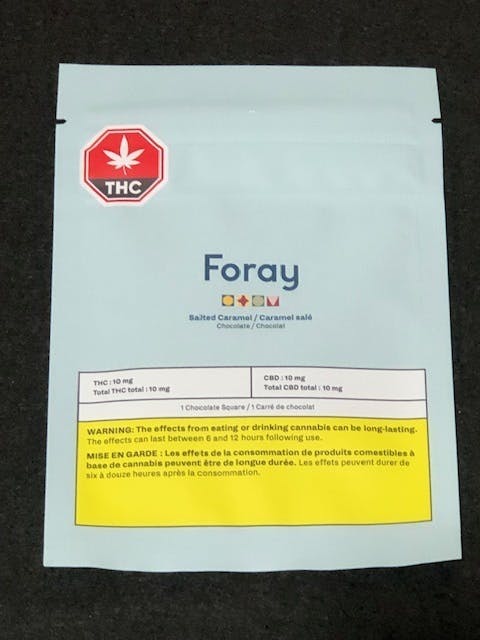 THC
Foray
Salted Caramel / Caramel salé
Chocolate / Chocolat
THC : 10 mg
Total THC total : 10 mg
CBD : 10 mg
Total CBD total : 10 mg
1 Chocolate Square / 1 Carré de chocolat
WARNING: The effects from eating or drinking cannabis can be long-lasting.
The effects can last between 6 and 12 hours following use.
MISE EN GARDE : Les effets de la consommation de produits comestibles à
base de cannabis peuvent être de longue durée. Les effets peuvent durer de
six à douze heures après la consommation.